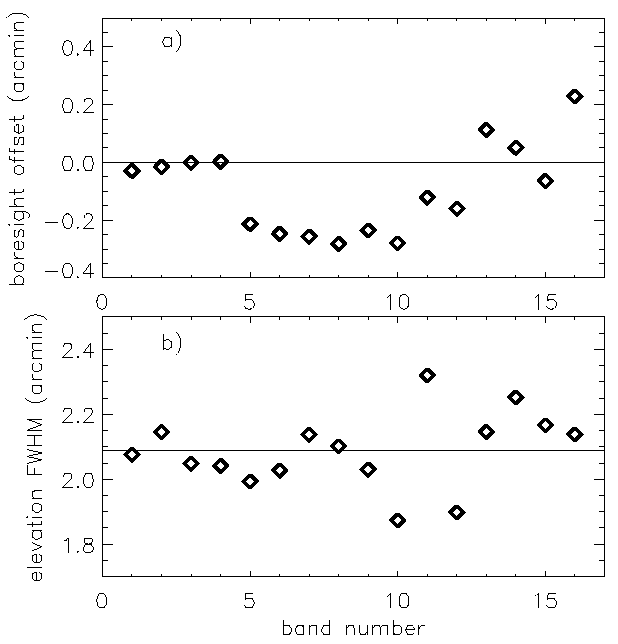 boresight offset (arcmin)
a)
0.4
0.2
0.0
−0.2
−0.4
0 5 10 15
elevation FWHM (arcmin)
b)
2.4
2.2
2.0
1.8
0 5 10 15
band number